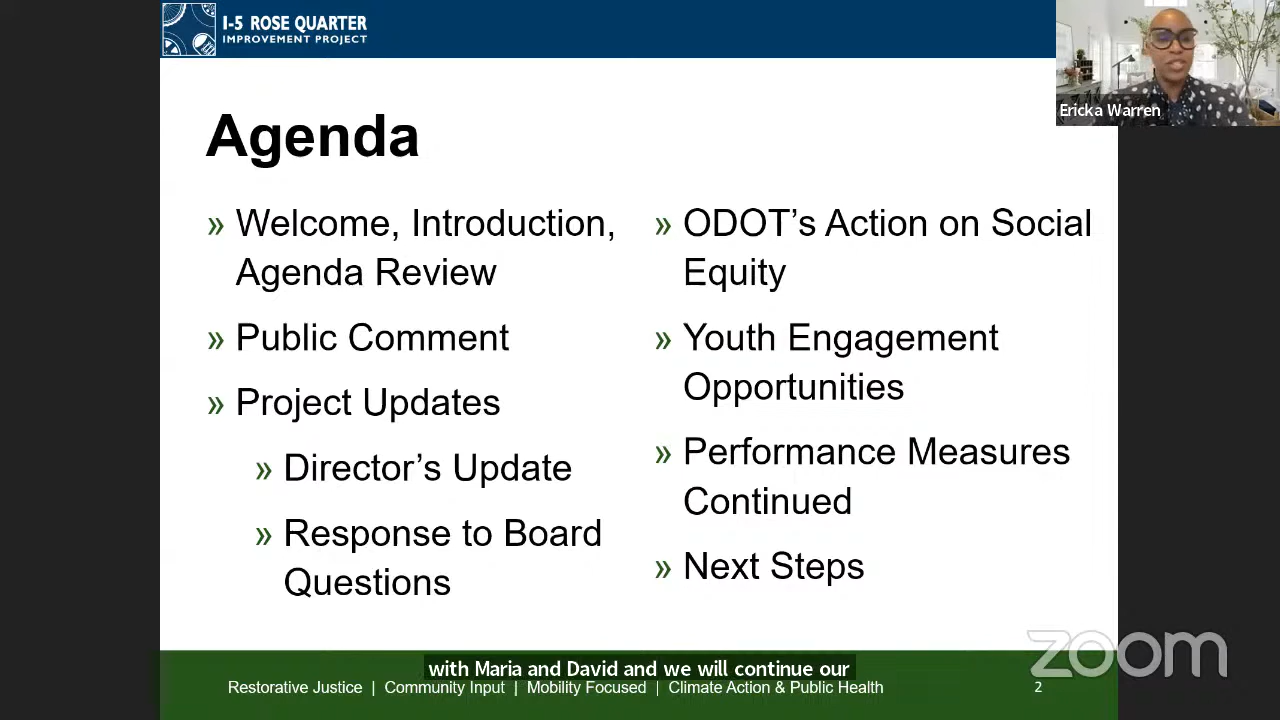 I-5 ROSE QUARTER
IMPROVEMENT PROJECT
Ericka Warren
Agenda
» Welcome, Introduction,
Agenda Review
» Public Comment
» Project Updates
» Director’s Update
» Response to Board
Questions
» ODOT’s Action on Social
Equity
» Youth Engagement
Opportunities
» Performance Measures
Continued
» Next Steps
with Maria and David and we will continue our
Restorative Justice | Community Input | Mobility Focused | Climate Action & Public Health
2
zoom